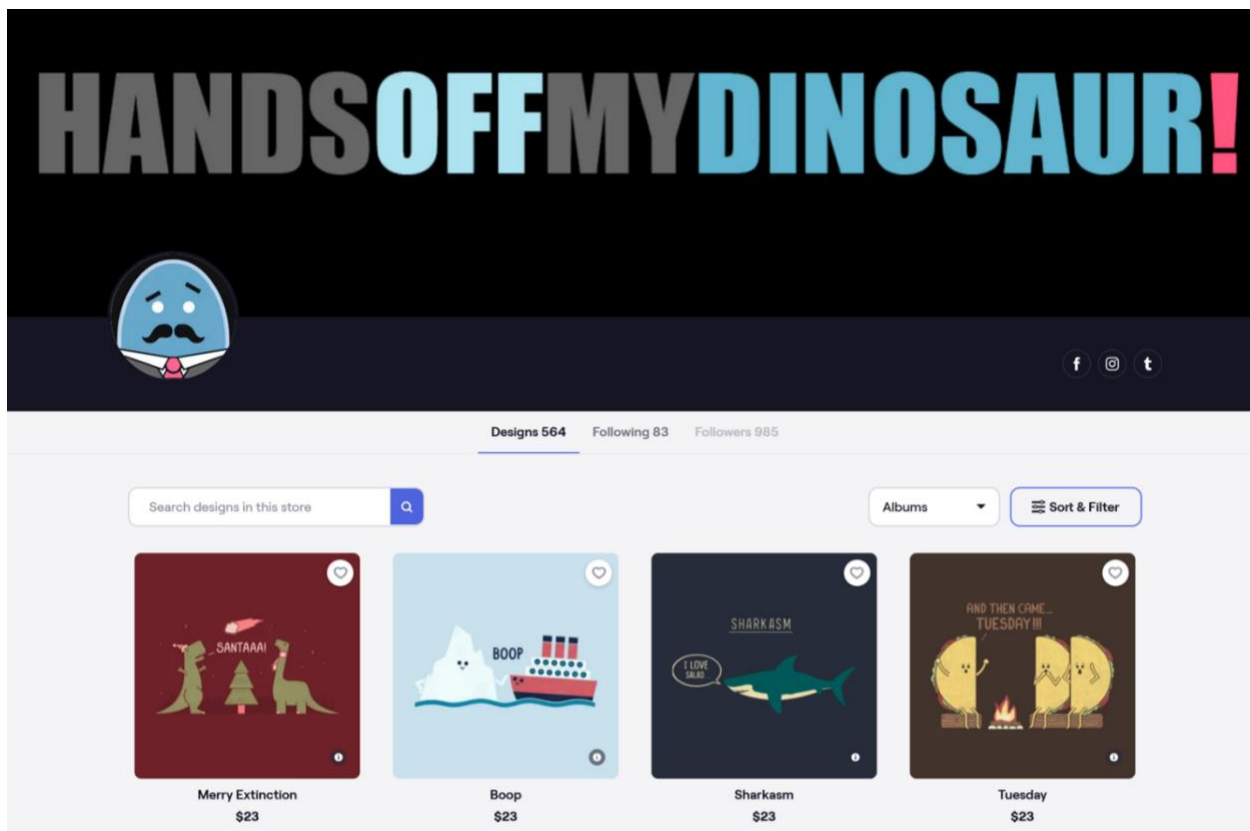 HANDSOFFMYDINOSAUR!
Designs 564
Following 83
Followers 985
Search designs in this store
Albums
Sort & Filter
SANTAAA!
BOOP
SHARKASM
I LOVE
SALAD...
AND THEN CAME...
TUESDAY!!!
Merry Extinction
Boop
Sharkasm
Tuesday
$23
$23
$23
$23